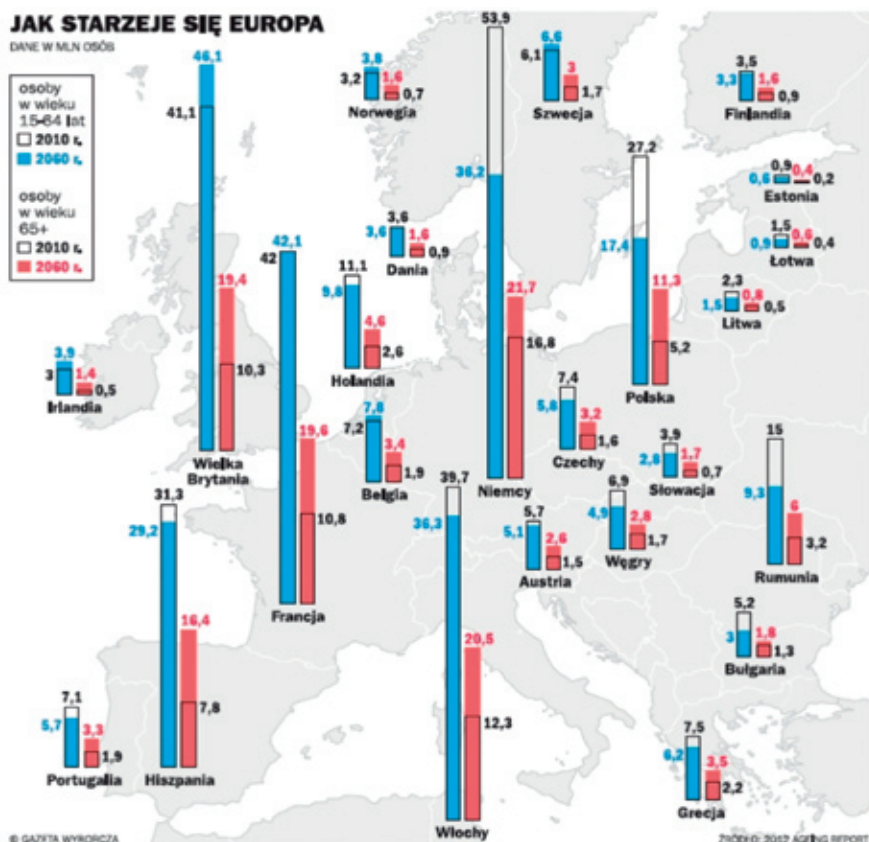 JAK STARZEJE SIĘ EUROPA
DANE W MLN OSÓB
osoby
w wieku
15-64 lat
2010 r.
2060 r.
osoby
w wieku
65+
2010 r.
2060 r.
46,1
41,1
19,4
10,3
Wielka
Brytania
3,8
3,2
1,6
0,7
Norwegia
53,9
36,2
21,7
16,8
Niemcy
6,6
6,1
3
1,7
Szwecja
3,5
3,3
1,6
0,9
Finlandia
0,9
0,6
0,4
0,2
Estonia
1,5
0,9
0,6
0,4
Łotwa
2,3
1,5
0,8
0,5
Litwa
27,2
17,4
11,3
5,2
Polska
3,6
3,6
1,6
0,9
Dania
42,1
42
19,6
10,8
Francja
11,1
9,8
4,6
2,6
Holandia
3,9
3
1,4
0,5
Irlandia
7,8
7,2
3,4
1,9
Belgia
7,4
5,8
3,2
1,6
Czechy
3,9
2,8
1,7
0,7
Słowacja
15
9,3
6
3,2
Rumunia
31,3
29,2
16,4
7,8
Hiszpania
39,7
36,3
20,5
12,3
Włochy
5,7
5,1
2,6
1,5
Austria
6,9
4,9
2,8
1,7
Węgry
5,2
3
1,8
1,3
Bułgaria
7,1
5,7
3,3
1,9
Portugalia
7,5
6,2
3,5
2,2
Grecja
© GAZETA WYBORCZA
ŹRÓDŁO: 2012 AGEING REPORT